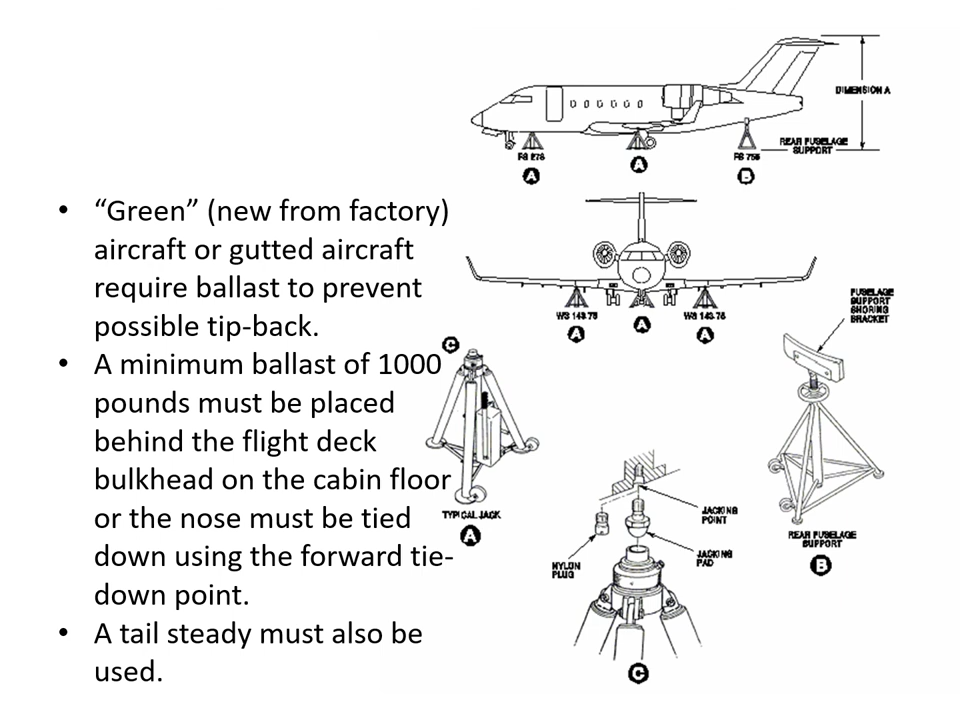 DIMENSION A
REAR FUSELAGE
SUPPORT
FS 276
A
A
FS 755
B
• “Green” (new from factory)
aircraft or gutted aircraft
require ballast to prevent
possible tip-back.
• A minimum ballast of 1000
pounds must be placed
behind the flight deck
bulkhead on the cabin floor
or the nose must be tied
down using the forward tie-
down point.
• A tail steady must also be
used.
WS 143.75
A
A
WS 143.75
A
FUSELAGE
SUPPORT
SHORING
BRACKET
C
TYPICAL JACK
A
JACKING
POINT
JACKING
PAD
NYLON
PLUG
C
REAR FUSELAGE
SUPPORT
B